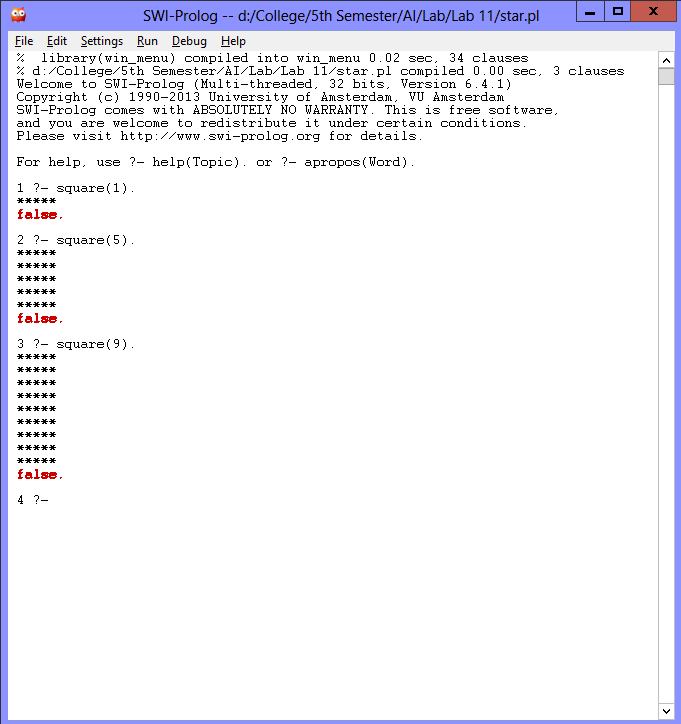 SWI-Prolog -- d:/College/5th Semester/AI/Lab/Lab 11/star.pl
File Edit Settings Run Debug Help
%  library(win_menu) compiled into win_menu 0.02 sec, 34 clauses
% d:/College/5th Semester/AI/Lab/Lab 11/star.pl compiled 0.00 sec, 3 clauses
Welcome to SWI-Prolog (Multi-threaded, 32 bits, Version 6.4.1)
Copyright (c) 1990-2013 University of Amsterdam, VU Amsterdam
SWI-Prolog comes with ABSOLUTELY NO WARRANTY. This is free software,
and you are welcome to redistribute it under certain conditions.
Please visit http://www.swi-prolog.org for details.
For help, use ?- help(Topic). or ?- apropos(Word).
1 ?- square(1).
*****
false.
2 ?- square(5).
*****
*****
*****
*****
*****
false.
3 ?- square(9).
*****
*****
*****
*****
*****
*****
*****
*****
*****
false.
4 ?-